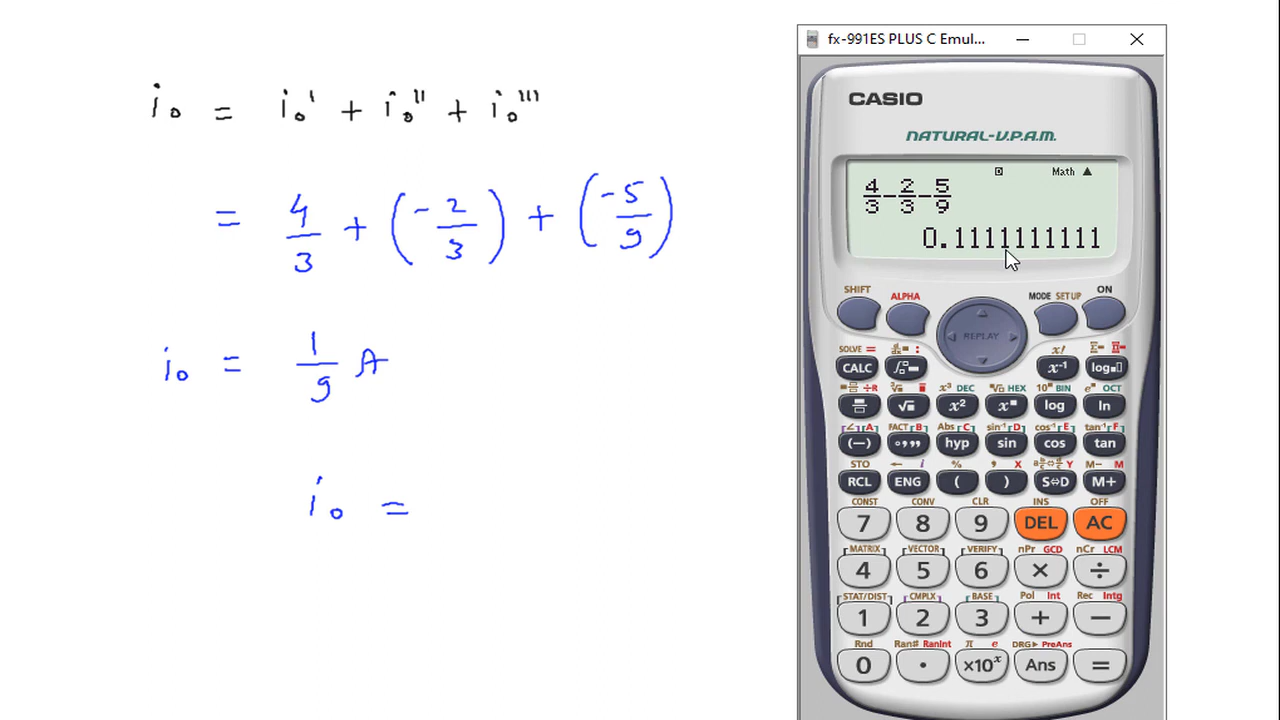 i₀ = i₀' + i₀'' + i₀'''
= 4/3 + (-2/3) + (-5/9)
i₀ = 1/9 A
i₀ =
fx-991ES PLUS C Emul...
CASIO
NATURAL-V.P.A.M.
D Math ▲
4/3-2/3-5/9
0.1111111111
SHIFT ALPHA MODE SETUP ON
REPLAY
SOLVE = : x! 
CALC x⁻¹ log
÷R x³ DEC HEX 10ˣ BIN eˣ OCT
√ x² log ln
∠ A FACT B Abs C sin⁻¹ D cos⁻¹ E tan⁻¹ F
(−) ° ' '' hyp sin cos tan
STO ← i % , X Y M− M
RCL ENG ( ) S⇔D M+
CONST CONV CLR INS OFF
7 8 9 DEL AC
MATRIX VECTOR VERIFY nPr GCD nCr LCM
4 5 6 × ÷
STAT/DIST CMPLX BASE Pol Int Rec Intg
1 2 3 + −
Rnd Ran# RanInt π e DRG▶ PreAns
0 . ×10ˣ Ans =